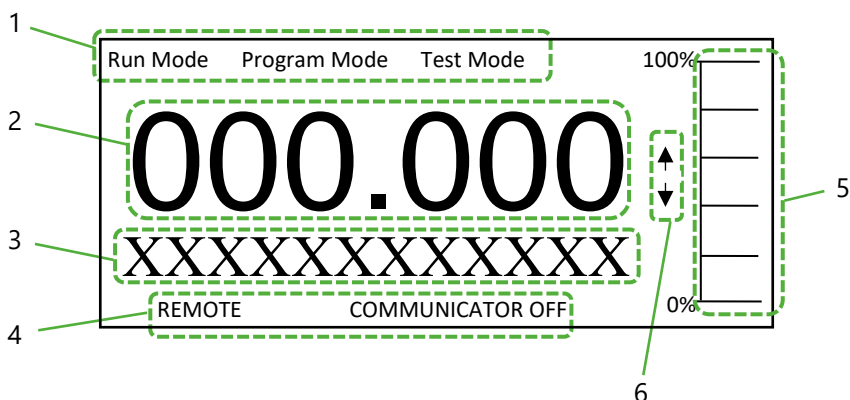 1
Run Mode Program Mode Test Mode 100%
2
000.000
5
3
XXXXXXXXXXXX
REMOTE COMMUNICATOR OFF 0%
4
6